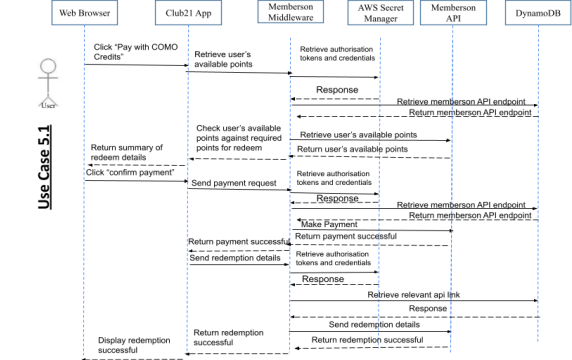 Web Browser
Club21 App
Memberson
Middleware
AWS Secret
Manager
Memberson
API
DynamoDB
User
Use Case 5.1
Click “Pay with COMO
Credits”
Retrieve user’s
available points
Retrieve authorisation
tokens and credentials
Response
Retrieve memberson API endpoint
Return memberson API endpoint
Check user’s available
points against required
points for redeem
Retrieve user’s available points
Return user’s available points
Return summary of
redeem details
Click “confirm payment”
Send payment request
Retrieve authorisation
tokens and credentials
Response
Retrieve memberson API endpoint
Return memberson API endpoint
Make Payment
Return payment successful
Return payment successful
Send redemption details
Retrieve authorisation
tokens and credentials
Response
Retrieve relevant api link
Response
Send redemption details
Return redemption successful
Return redemption
successful
Display redemption
successful